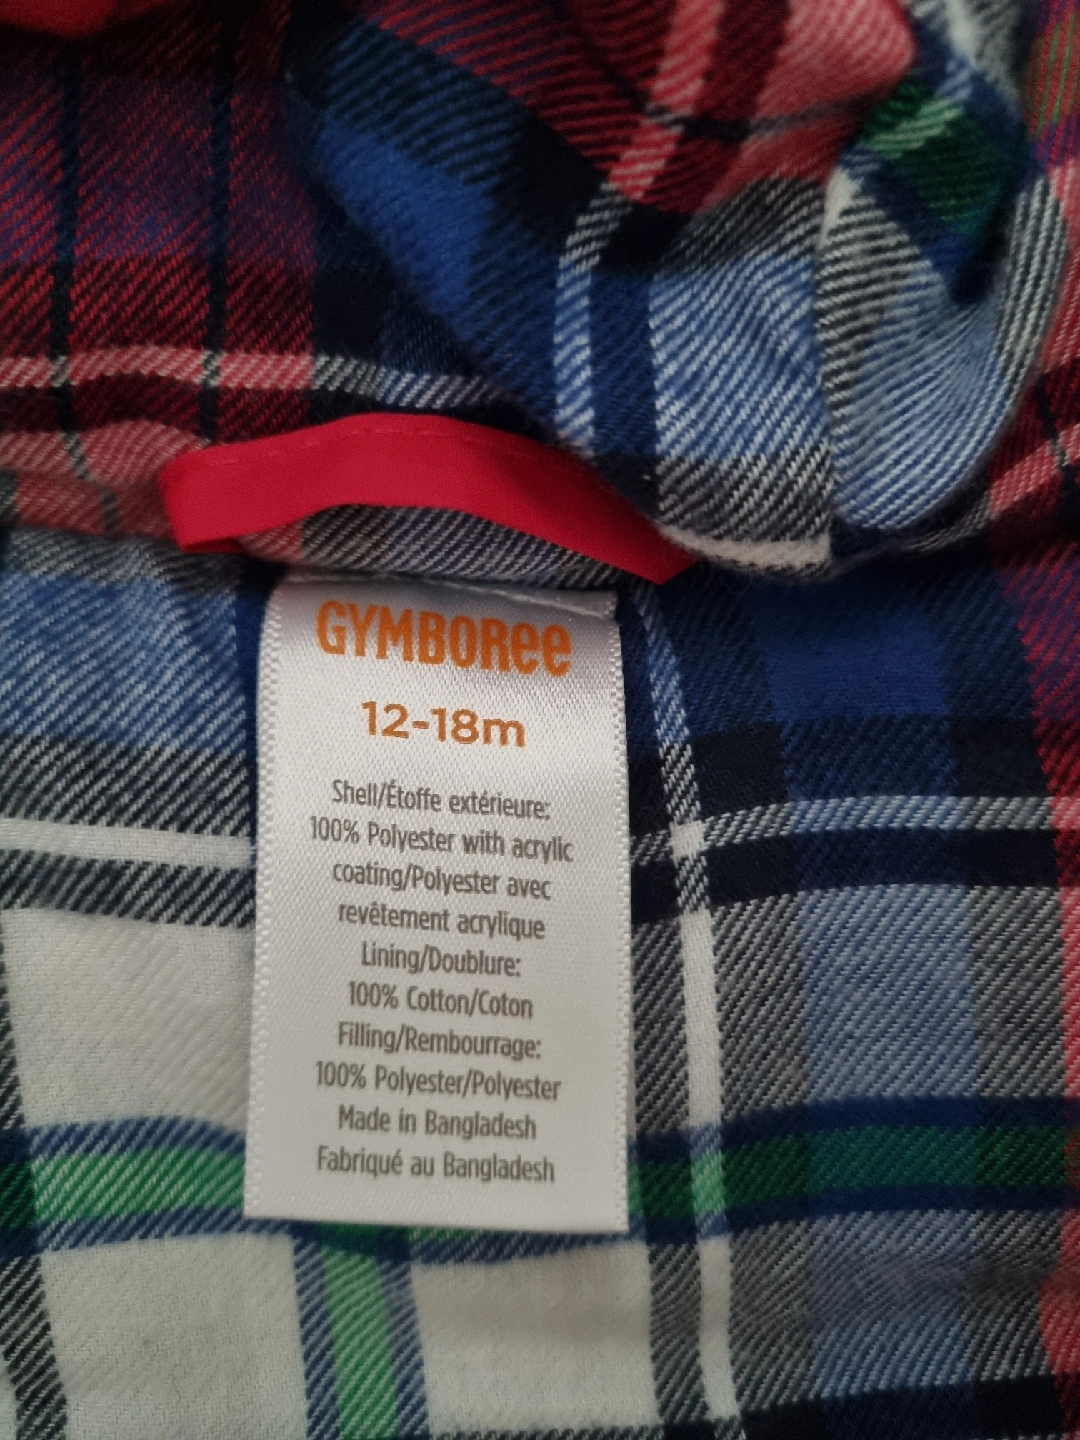 GYMBOREE
12-18m
Shell/Étoffe extérieure:
100% Polyester with acrylic
coating/Polyester avec
revêtement acrylique
Lining/Doublure:
100% Cotton/Coton
Filling/Rembourrage:
100% Polyester/Polyester
Made in Bangladesh
Fabriqué au Bangladesh